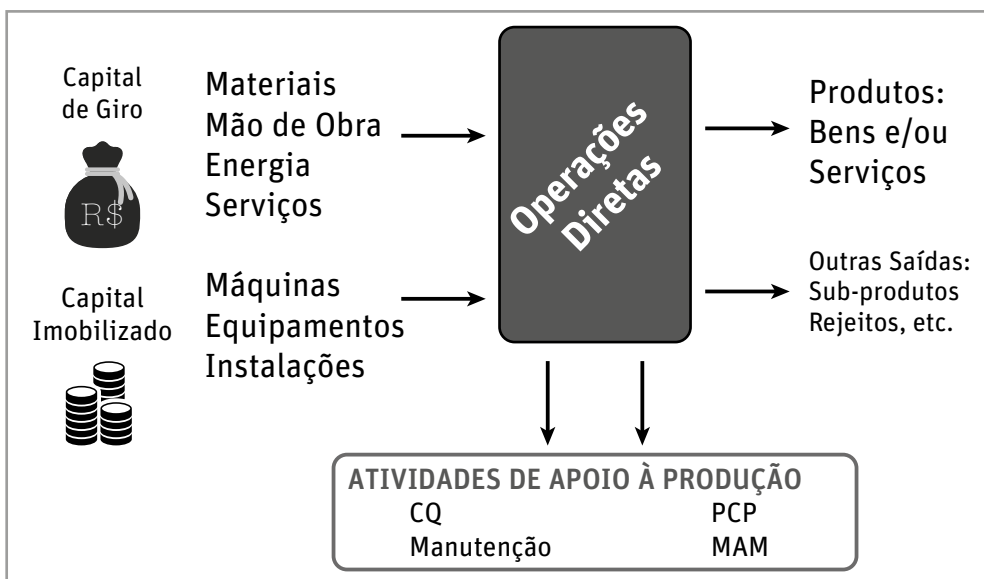 Capital
de Giro
R$
Materiais
Mão de Obra
Energia
Serviços
Capital
Imobilizado
Máquinas
Equipamentos
Instalações
Operações
Diretas
Produtos:
Bens e/ou
Serviços
Outras Saídas:
Sub-produtos
Rejeitos, etc.
ATIVIDADES DE APOIO À PRODUÇÃO
CQ
PCP
Manutenção
MAM